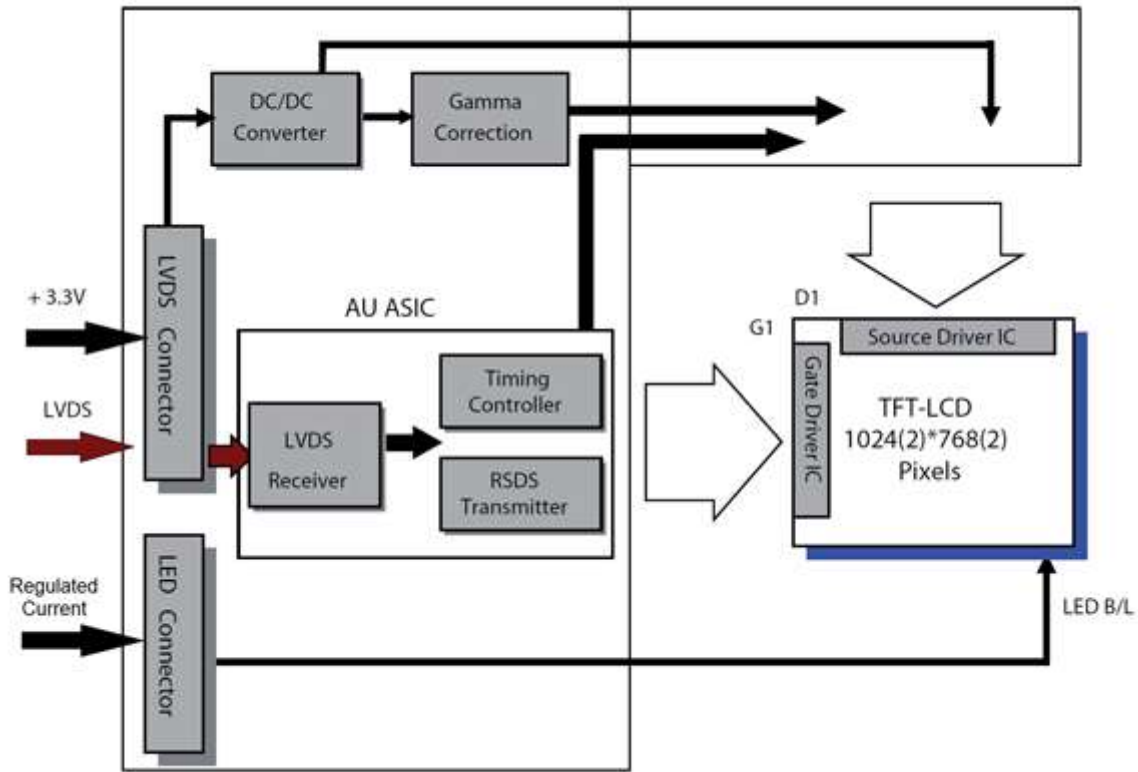 DC/DC
Converter
Gamma
Correction
LVDS Connector
+ 3.3V
AU ASIC
D1
G1
Source Driver IC
Gate Driver IC
TFT-LCD
1024(2)*768(2)
Pixels
Timing
Controller
LVDS
LVDS
Receiver
RSDS
Transmitter
LED Connector
Regulated
Current
LED B/L